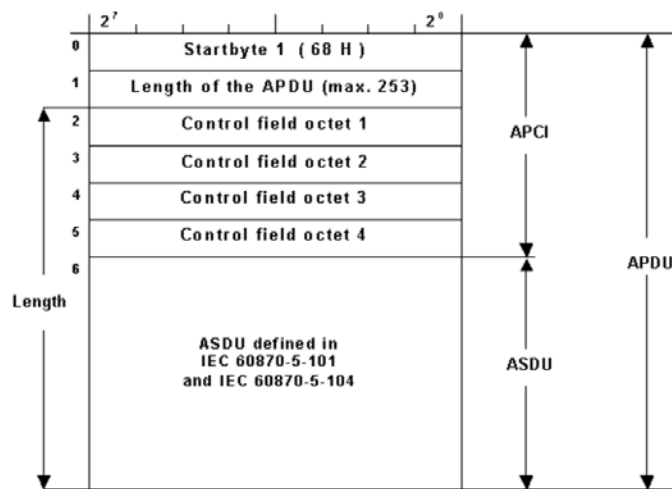 2⁷ 2⁰
0 Startbyte 1 ( 68 H )
1 Length of the APDU (max. 253)
2 Control field octet 1
APCI
3 Control field octet 2
4 Control field octet 3
5 Control field octet 4
6
APDU
Length
ASDU defined in
IEC 60870-5-101
and IEC 60870-5-104
ASDU